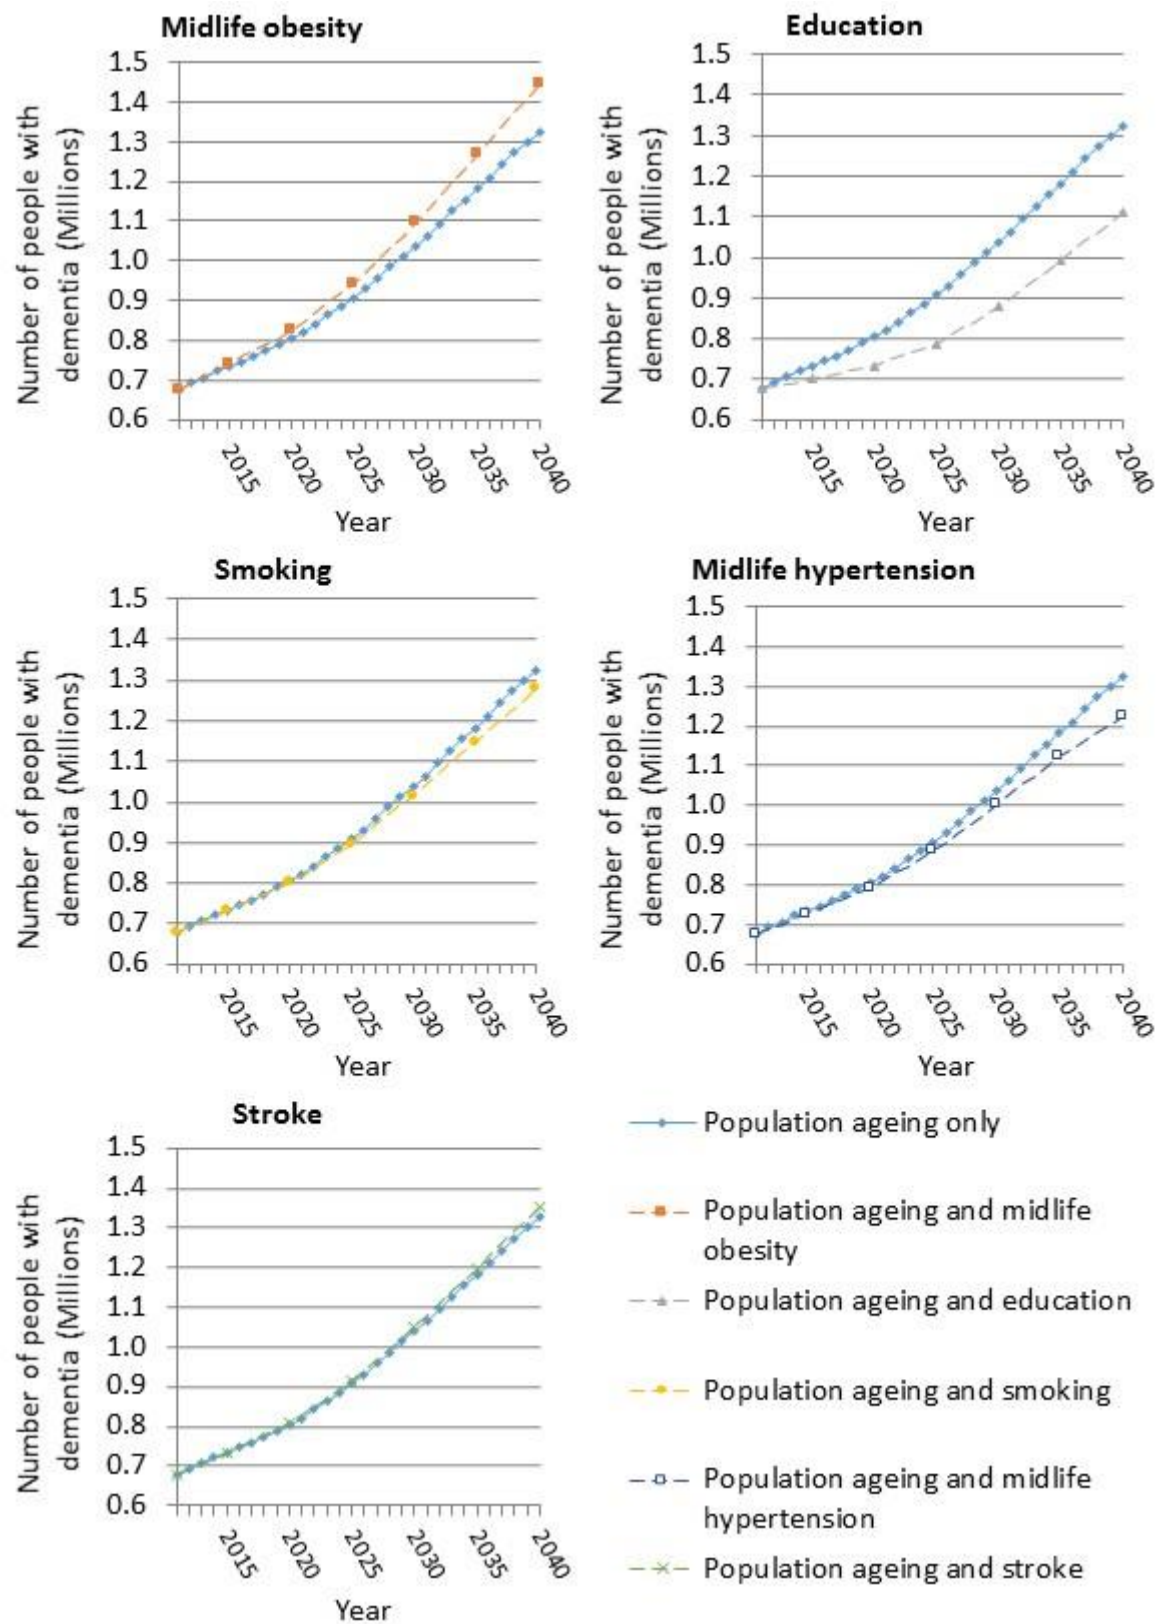 Midlife obesity
Number of people with
dementia (Millions)
1.5
1.4
1.3
1.2
1.1
1.0
0.9
0.8
0.7
0.6
2015
2020
2025
2030
2035
2040
Year
Education
Number of people with
dementia (Millions)
1.5
1.4
1.3
1.2
1.1
1.0
0.9
0.8
0.7
0.6
2015
2020
2025
2030
2035
2040
Year
Smoking
Number of people with
dementia (Millions)
1.5
1.4
1.3
1.2
1.1
1.0
0.9
0.8
0.7
0.6
2015
2020
2025
2030
2035
2040
Year
Midlife hypertension
Number of people with
dementia (Millions)
1.5
1.4
1.3
1.2
1.1
1.0
0.9
0.8
0.7
0.6
2015
2020
2025
2030
2035
2040
Year
Stroke
Number of people with
dementia (Millions)
1.5
1.4
1.3
1.2
1.1
1.0
0.9
0.8
0.7
0.6
2015
2020
2025
2030
2035
2040
Year
Population ageing only
Population ageing and midlife
obesity
Population ageing and education
Population ageing and smoking
Population ageing and midlife
hypertension
Population ageing and stroke